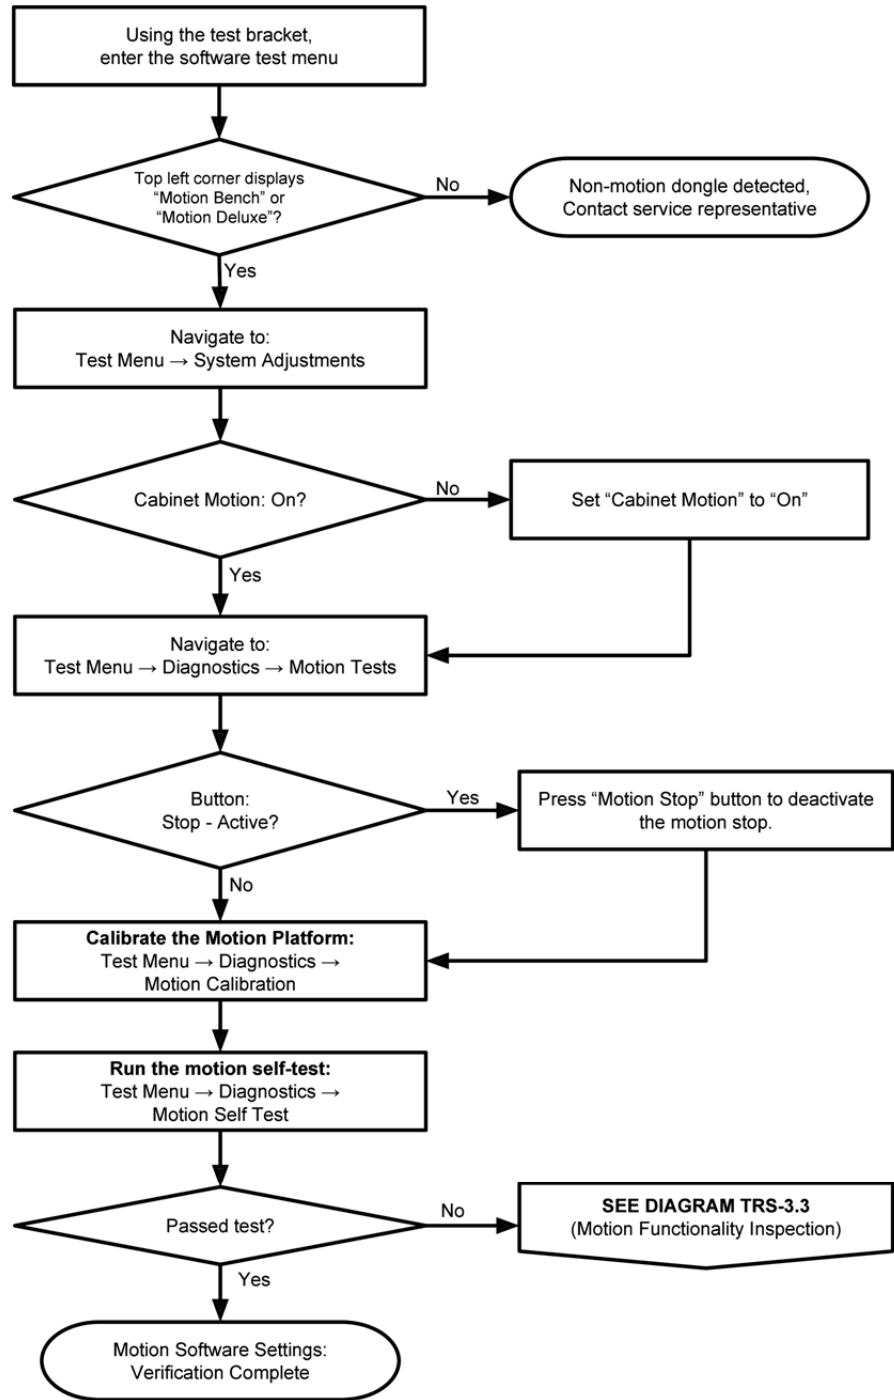 Using the test bracket,
enter the software test menu
Top left corner displays
“Motion Bench” or
“Motion Deluxe”?
No
Non-motion dongle detected,
Contact service representative
Yes
Navigate to:
Test Menu → System Adjustments
Cabinet Motion: On?
No
Set “Cabinet Motion” to “On”
Yes
Navigate to:
Test Menu → Diagnostics → Motion Tests
Button:
Stop - Active?
Yes
Press “Motion Stop” button to deactivate
the motion stop.
No
Calibrate the Motion Platform:
Test Menu → Diagnostics →
Motion Calibration
Run the motion self-test:
Test Menu → Diagnostics →
Motion Self Test
Passed test?
No
SEE DIAGRAM TRS-3.3
(Motion Functionality Inspection)
Yes
Motion Software Settings:
Verification Complete